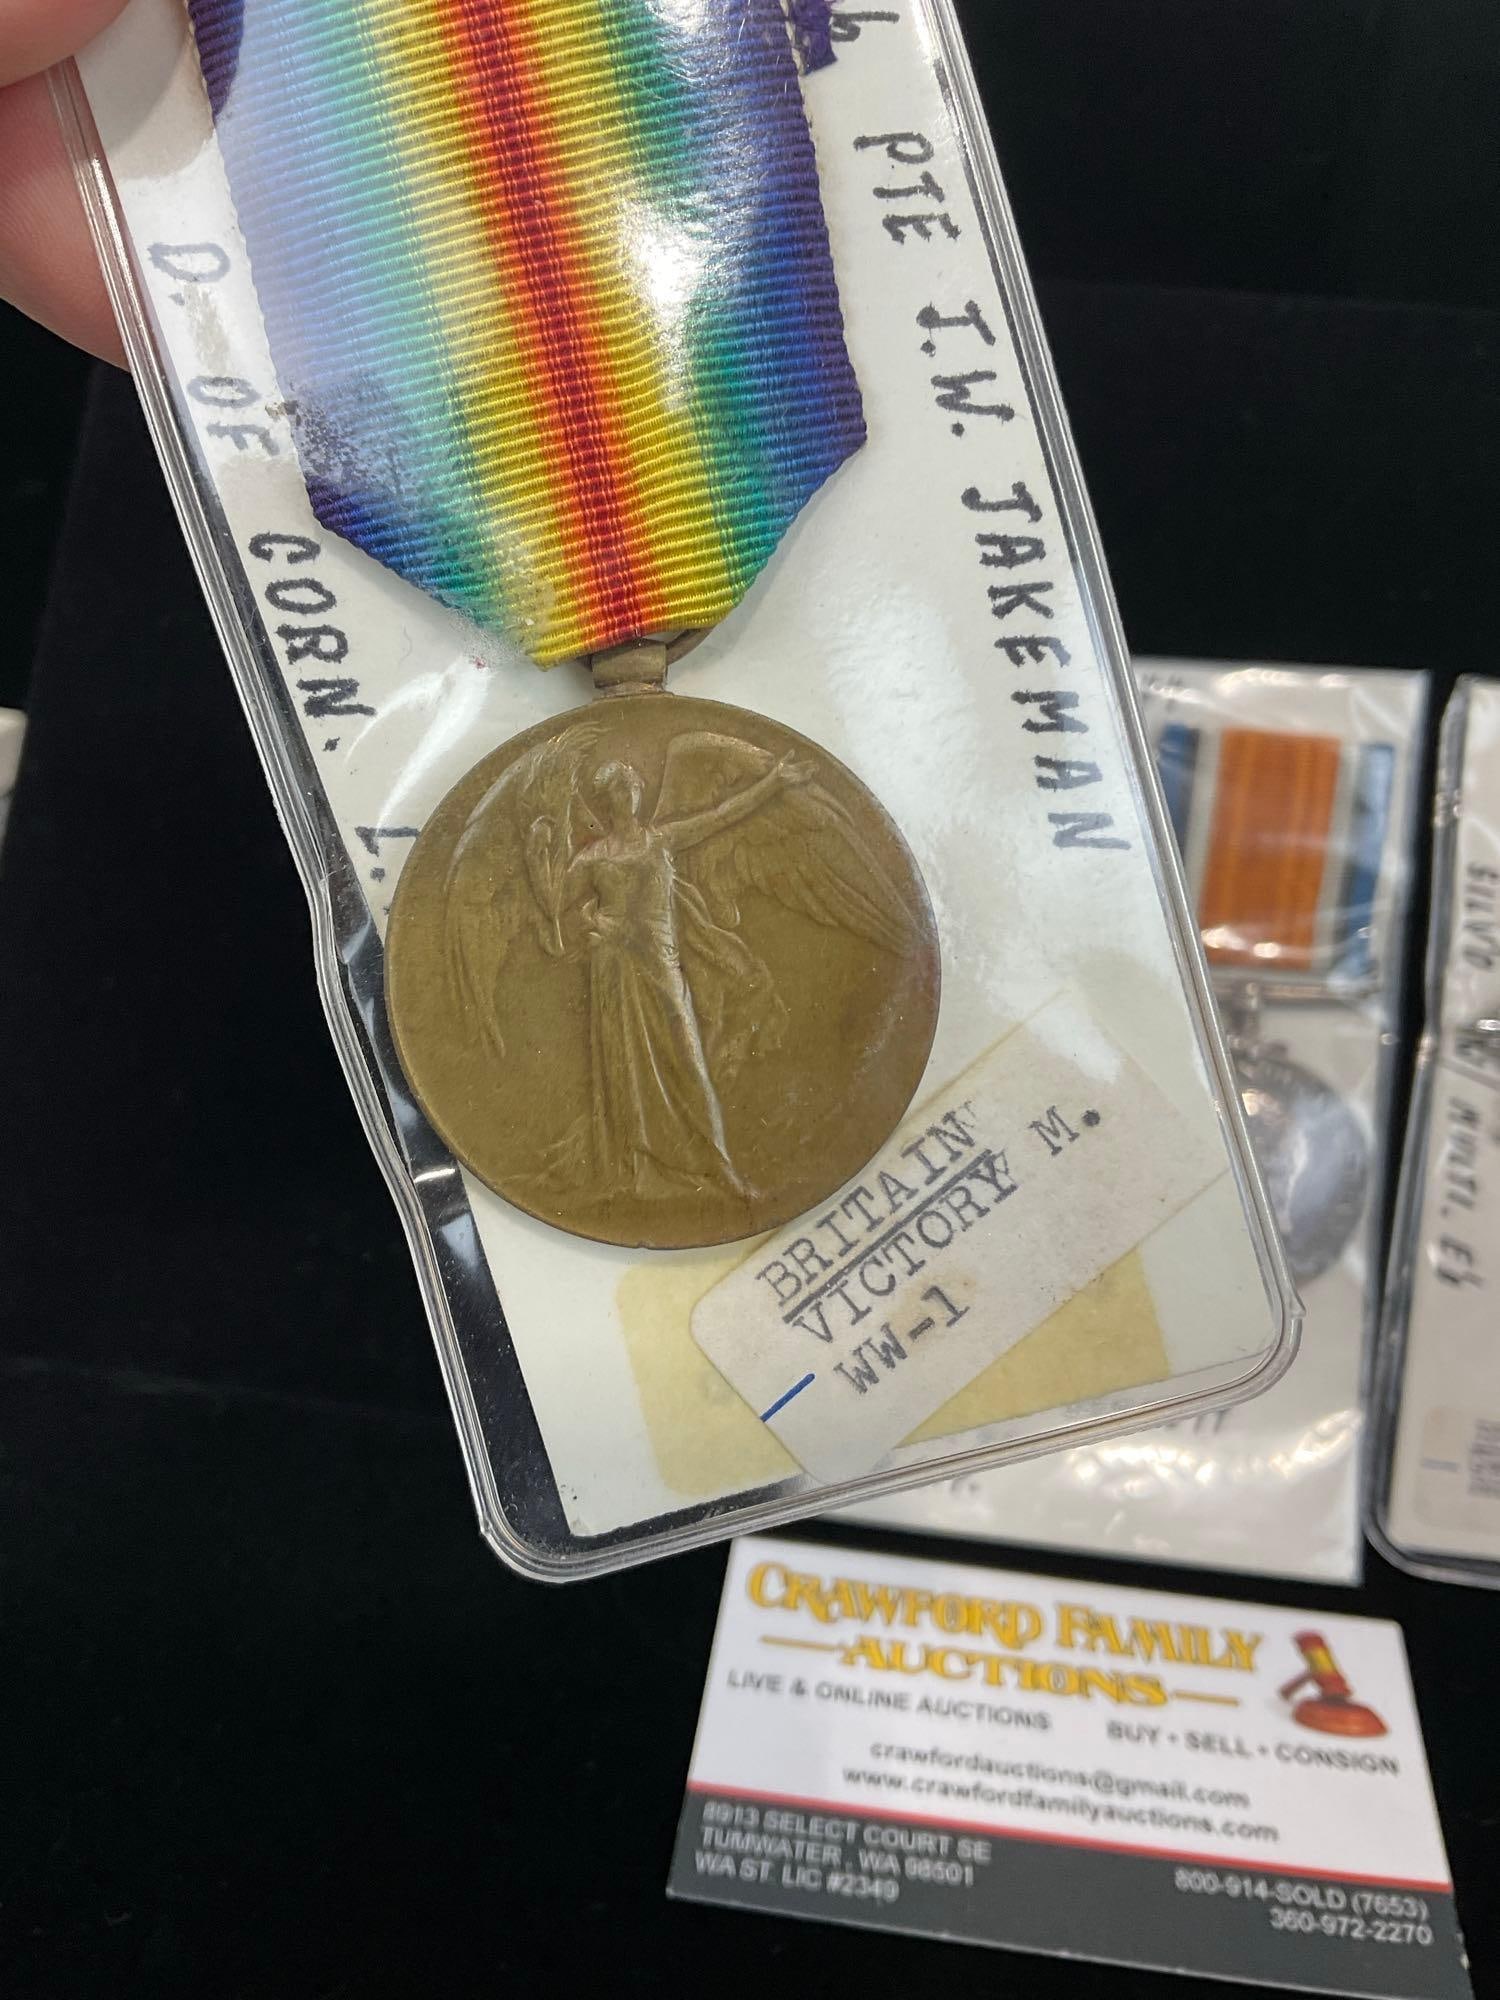 PTE T.W. JAKEMAN
D. OF CORN. L.
BRITAIN
VICTORY M.
WW-1
SILVO
MULTI. E'S
CRAWFORD FAMILY
AUCTIONS
LIVE & ONLINE AUCTIONS BUY • SELL • CONSIGN
crawfordauctions@gmail.com
www.crawfordfamilyauctions.com
8913 SELECT COURT SE
TUMWATER, WA 98501
WA ST. LIC #2349
800-914-SOLD (7653)
360-972-2270